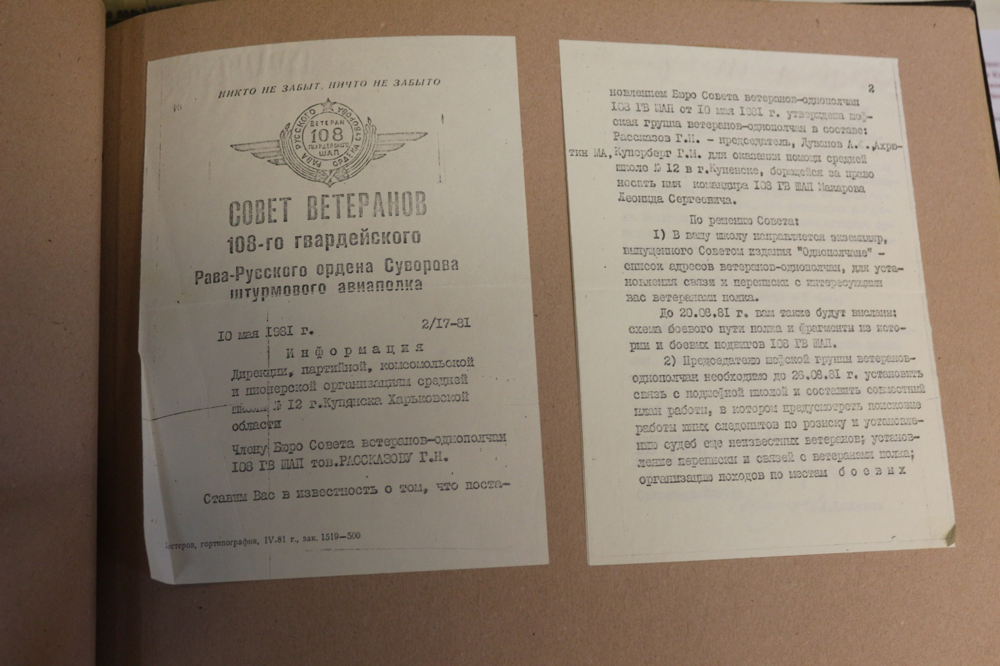 НИКТО НЕ ЗАБЫТ, НИЧТО НЕ ЗАБЫТО
РАВА РУССКОГО ОРДЕНА СУВОРОВА
ВЕТЕРАН
108
ГВАРДЕЙСКОГО
ШАП
СОВЕТ ВЕТЕРАНОВ
108-го гвардейского
Рава-Русского ордена Суворова
штурмового авиаполка
10 мая 1981 г. 2/17-81
Информация
Дирекции, партийной, комсомольской
и пионерской организациям средней
школы № 12 г.Купянска Харьковской
области
Члену Бюро Совета ветеранов-однополчан
108 ГВ ШАП тов.РАССКАЗОВУ Г.Н.
Ставим Вас в известность о том, что поста-
естеров, гортипография, IV-81 г., зак. 1519—500
2
новлением Бюро Совета ветеранов-однополчан
108 ГВ ШАП от 10 мая 1981 г. утверждена шеф-
ская группа ветеранов-однополчан в составе:
Рассказов Г.Н. - председатель, Дуванов А.С.,Ахрю-
тин МА, Куперберг Г.М. для оказания помощи средней
школе № 12 в г.Купенске, борющейся за право
носить имя командира 108 ГВ ШАП Макарова
Леонида Сергеевича.
По решению Совета:
1) В вашу школу направляется экземляр,
выпущенного Советом издания "Однополчане" -
список адресов ветеранов-однополчан, для уста-
новления связи и переписки с интересующими
вас ветеранами полка.
До 20.08.81 г. вам также будут высланы:
схема боевого пути полка и фрагменты из исто-
рии и боевых подвигов 108 ГВ ШАП.
2) Председателю шефской группы ветеранов-
однополчан необходимо до 26.08.81 г. установить
связь с подшефной школой и составить совместный
план работы, в котором предусмотреть поисковые
работы юных следопытов по розыску и установле-
нию судеб еще неизвестных ветеранов; установ-
ление переписки и связей с ветеранами полка;
организацию походов по местам боевых